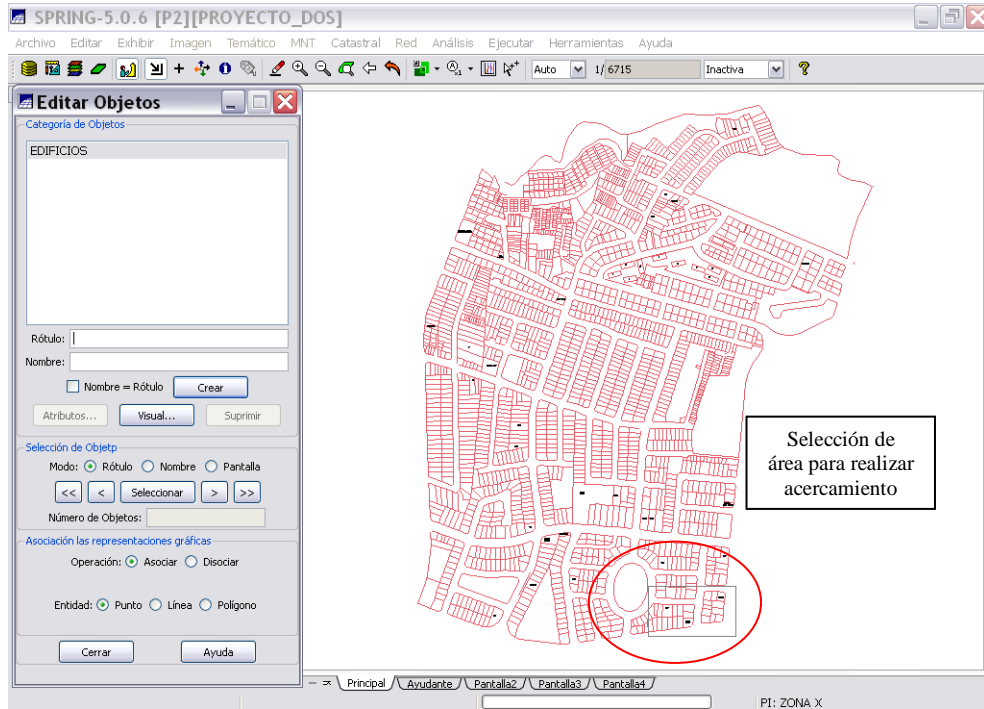 SPRING-5.0.6 [P2][PROYECTO_DOS]
Archivo Editar Exhibir Imagen Temático MNT Catastral Red Análisis Ejecutar Herramientas Ayuda
Auto 1/ 6715 Inactiva
Editar Objetos
Categoría de Objetos
EDIFICIOS
Rótulo:
Nombre:
Nombre = Rótulo Crear
Atributos... Visual... Suprimir
Selección de Objetp
Modo: Rótulo Nombre Pantalla
<< < Seleccionar > >>
Número de Objetos:
Asociación las representaciones gráficas
Operación: Asociar Disociar
Entidad: Punto Línea Polígono
Cerrar Ayuda
Selección de
área para realizar
acercamiento
Principal Ayudante Pantalla2 Pantalla3 Pantalla4
PI: ZONA X